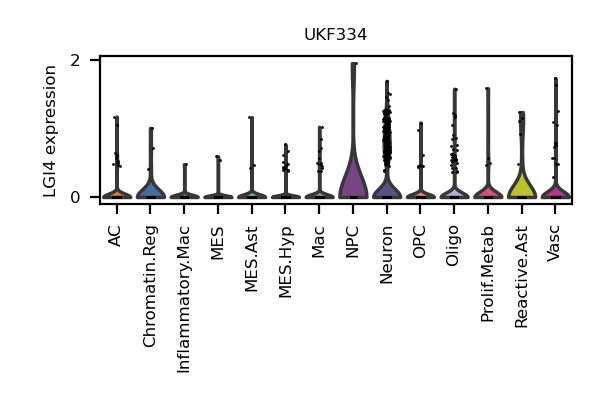 UKF334
LGI4 expression
2
0
AC
Chromatin.Reg
Inflammatory.Mac
MES
MES.Ast
MES.Hyp
Mac
NPC
Neuron
OPC
Oligo
Prolif.Metab
Reactive.Ast
Vasc